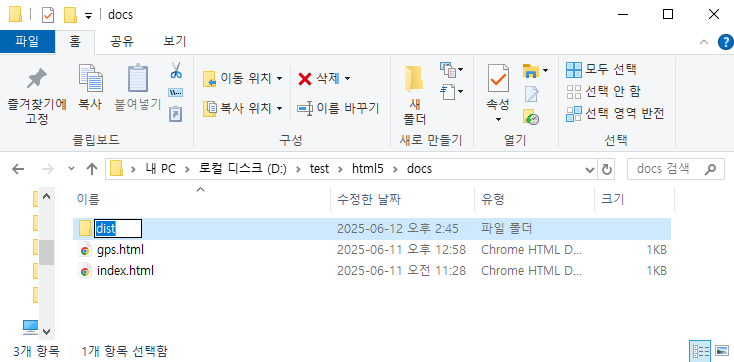 docs
파일 홈 공유 보기
즐겨찾기에 고정
복사
붙여넣기
클립보드
이동 위치
복사 위치
삭제
이름 바꾸기
구성
새 폴더
새로 만들기
속성
열기
모두 선택
선택 안 함
선택 영역 반전
선택
내 PC > 로컬 디스크 (D:) > test > html5 > docs
docs 검색
이름 수정한 날짜 유형 크기
dist 2025-06-12 오후 2:45 파일 폴더
gps.html 2025-06-11 오후 12:58 Chrome HTML D... 1KB
index.html 2025-06-11 오전 11:28 Chrome HTML D... 1KB
3개 항목 1개 항목 선택함